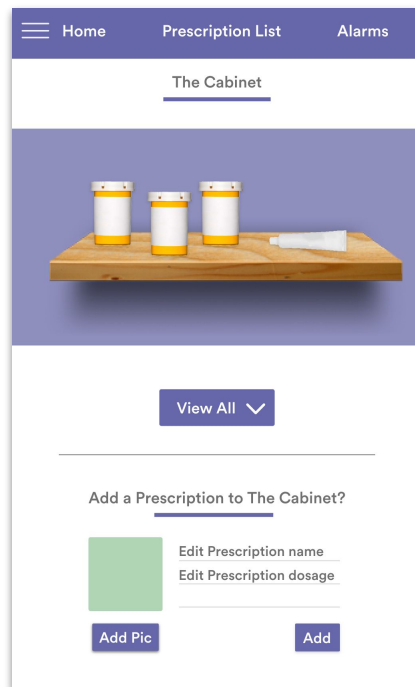 Home Prescription List Alarms
The Cabinet
View All
Add a Prescription to The Cabinet?
Edit Prescription name
Edit Prescription dosage
Add Pic Add